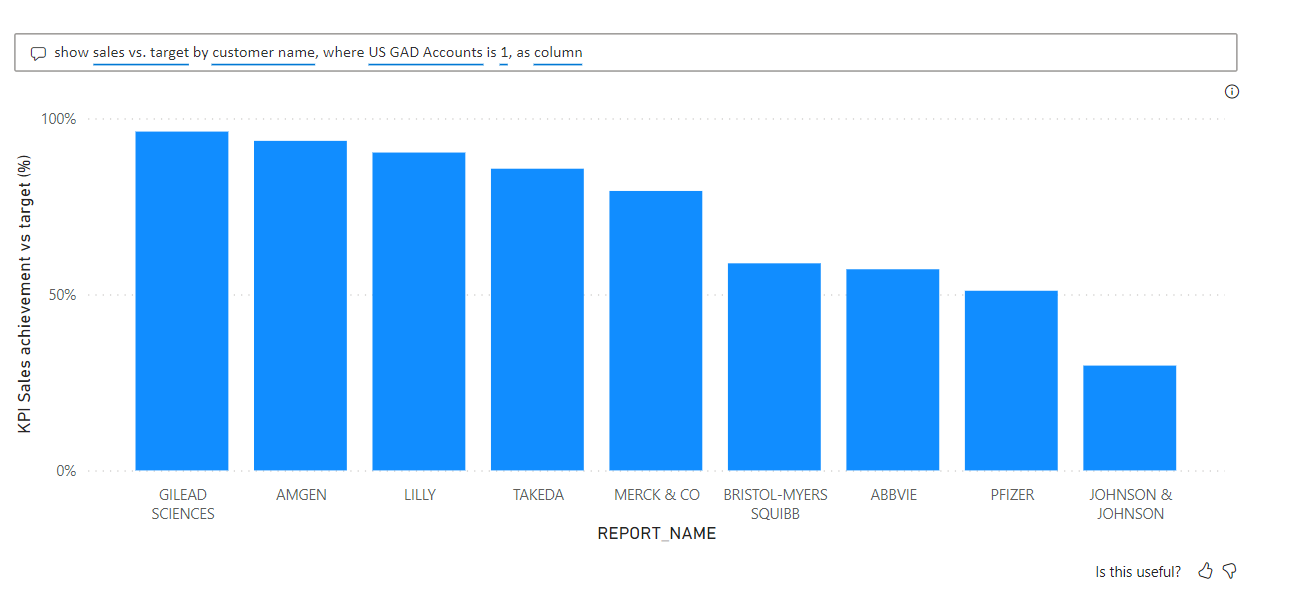 show sales vs. target by customer name, where US GAD Accounts is 1, as column
KPI Sales achievement vs target (%)
100%
50%
0%
GILEAD SCIENCES
AMGEN
LILLY
TAKEDA
MERCK & CO
BRISTOL-MYERS SQUIBB
ABBVIE
PFIZER
JOHNSON & JOHNSON
REPORT_NAME
Is this useful?